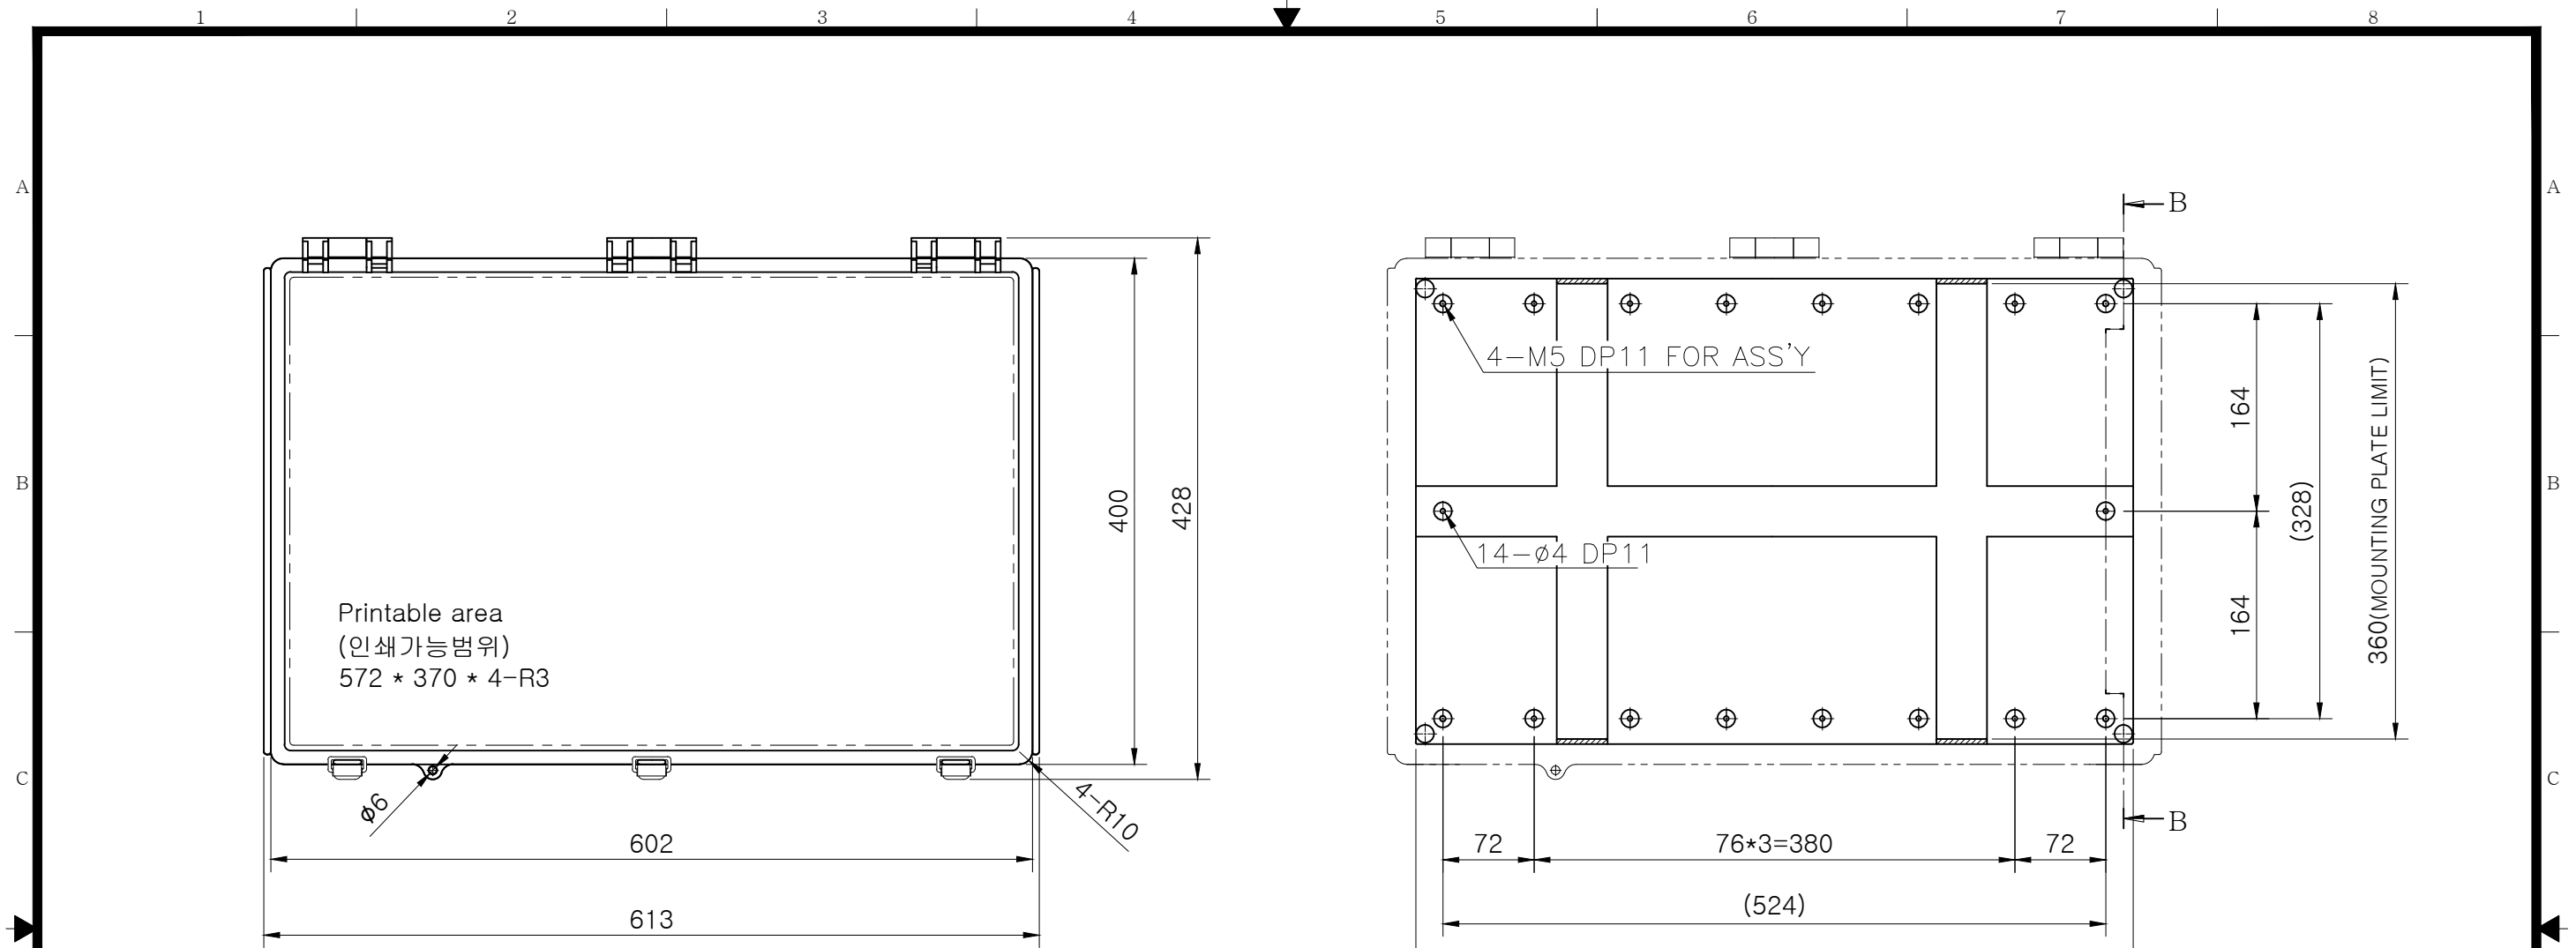 1 2 3 4 5 6 7 8
A A
B
4-M5 DP11 FOR ASS'Y
164
360(MOUNTING PLATE LIMIT)
B B
400
428
(328)
14-ø4 DP11
Printable area
(인쇄가능범위)
572 * 370 * 4-R3
164
C C
ø6
4-R10
B
602
72 76*3=380 72
613
(524)